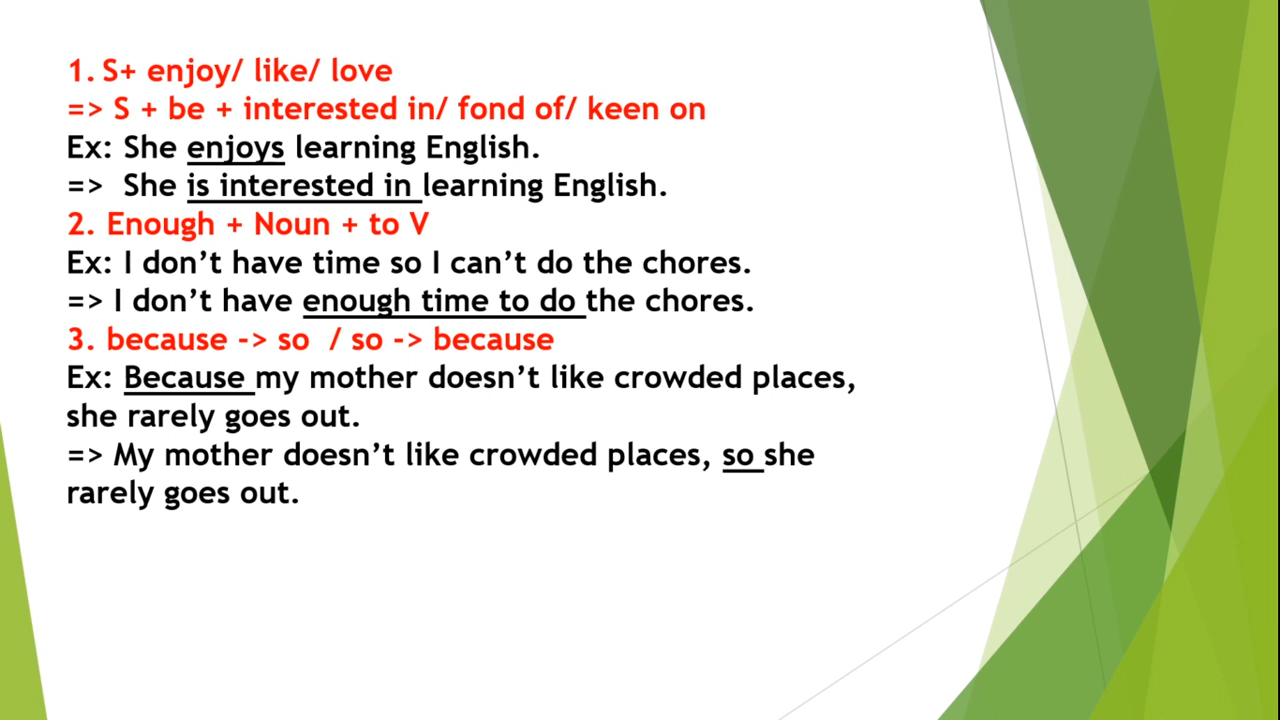 1. S+ enjoy/ like/ love
=> S + be + interested in/ fond of/ keen on
Ex: She enjoys learning English.
=> She is interested in learning English.
2. Enough + Noun + to V
Ex: I don’t have time so I can’t do the chores.
=> I don’t have enough time to do the chores.
3. because -> so / so -> because
Ex: Because my mother doesn’t like crowded places,
she rarely goes out.
=> My mother doesn’t like crowded places, so she
rarely goes out.